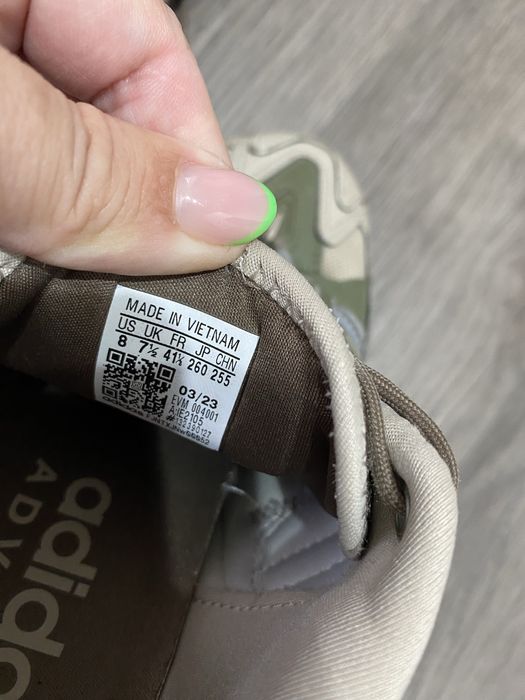 MADE IN VIETNAM
US UK FR JP CHN
8 7½ 41⅓ 260 255
03/23
EVM 004001
A:IE2105
adidas
ADV